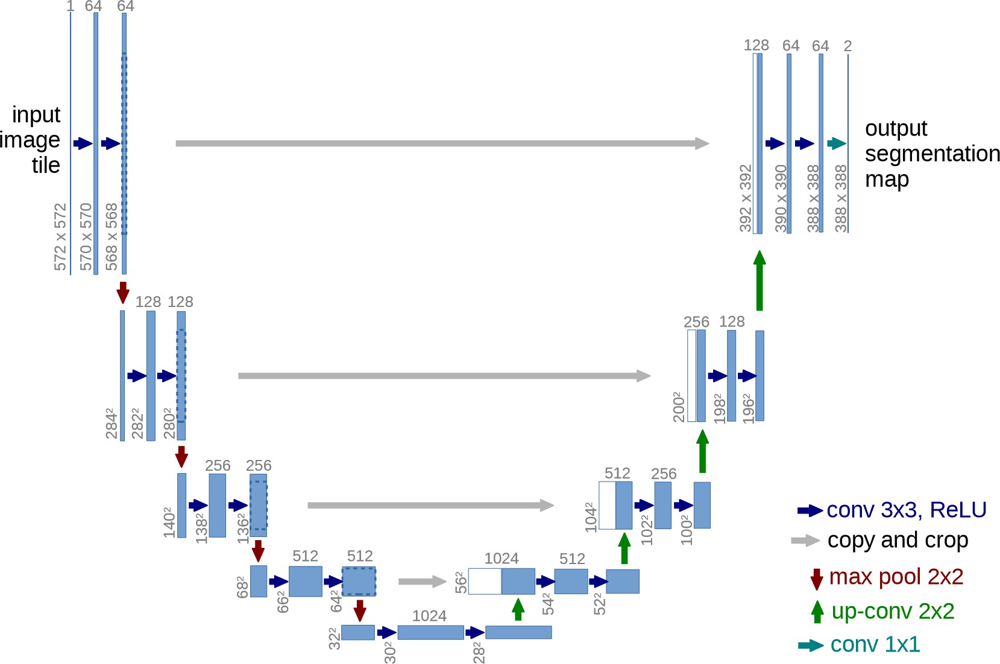 1 64 64
input
image
tile
572 x 572
570 x 570
568 x 568
128 64 64 2
392 x 392
390 x 390
388 x 388
388 x 388
output
segmentation
map
128 128
284²
282²
280²
256 128
200²
198²
196²
256 256
140²
138²
136²
512 256
104²
102²
100²
512 512
68²
66²
64²
1024 512
56²
54²
52²
1024
32²
30²
28²
conv 3x3, ReLU
copy and crop
max pool 2x2
up-conv 2x2
conv 1x1